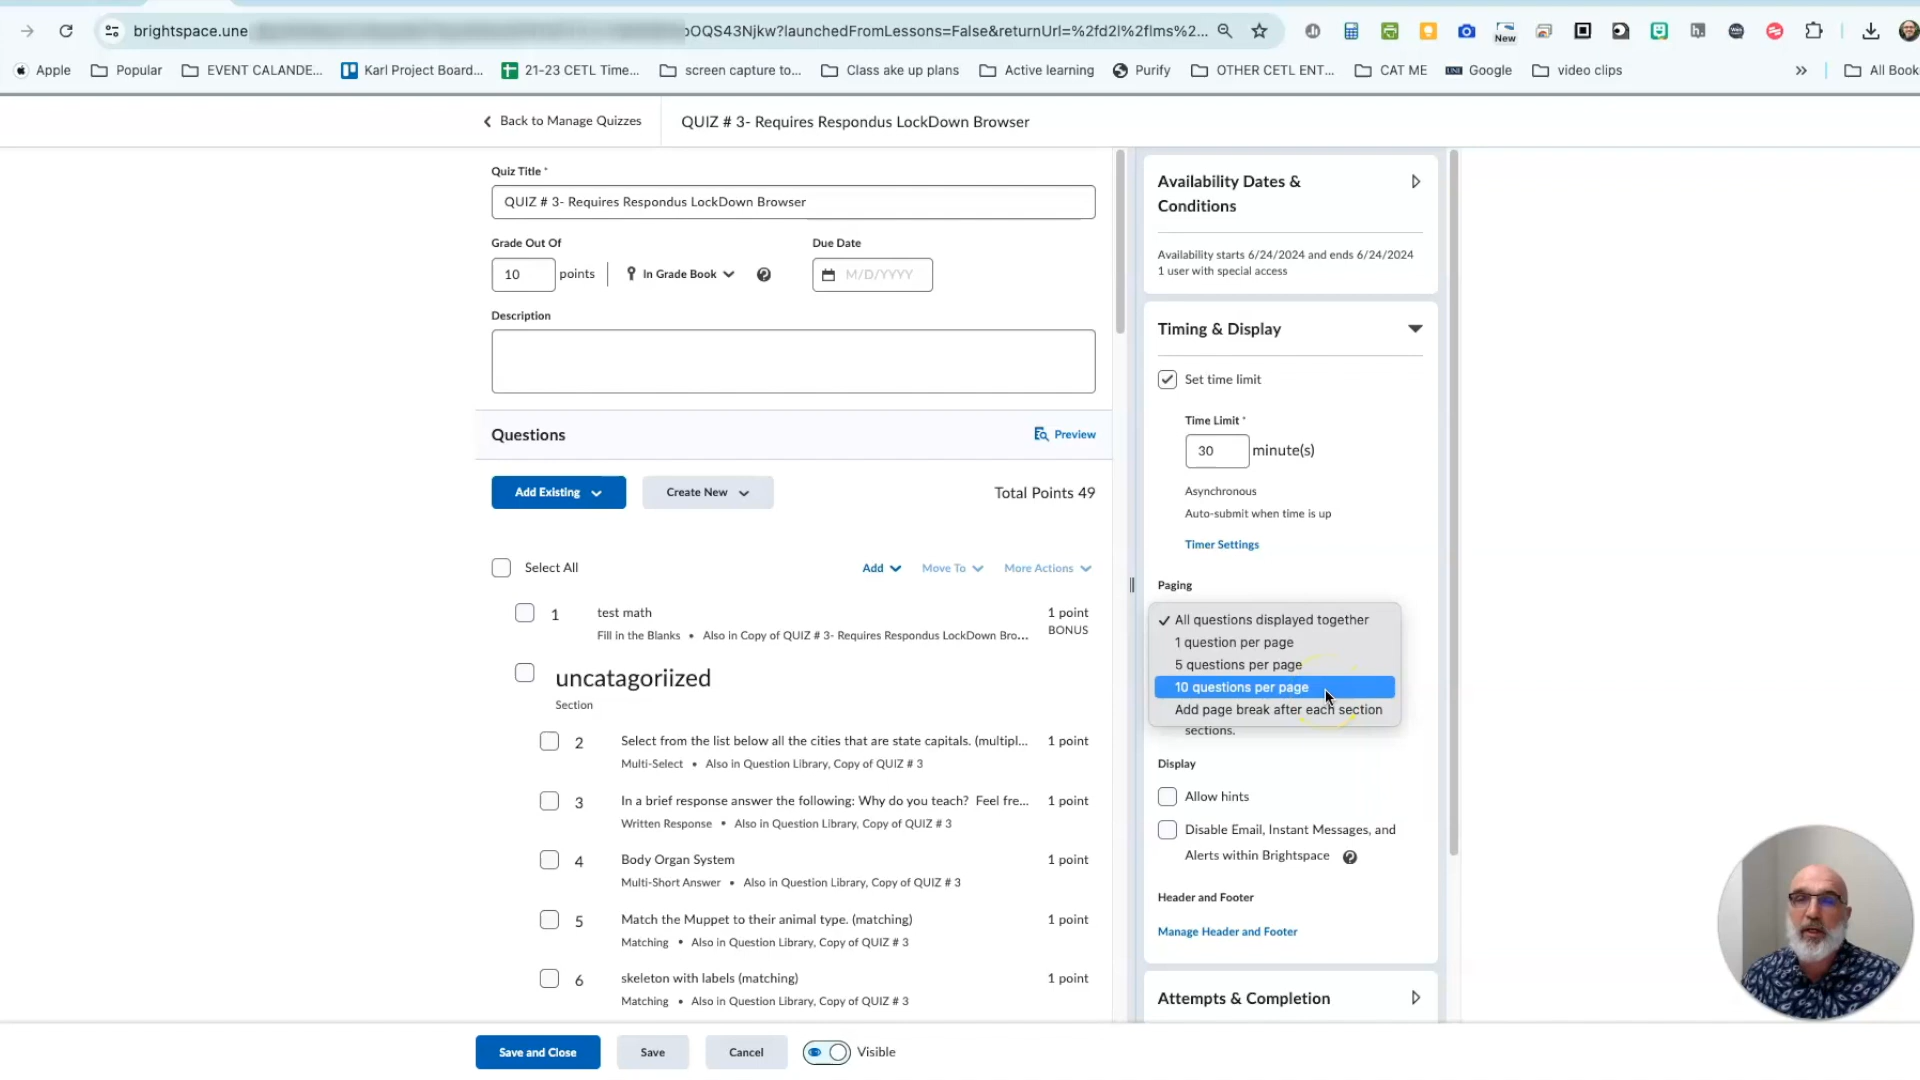 brightspace.une
OQS43Njkw?launchedFromLessons=False&returnUrl=%2fd2l%2flms%2...
New
Apple
Popular
EVENT CALANDE...
Karl Project Board...
21-23 CETL Time...
screen capture to...
Class ake up plans
Active learning
Purify
OTHER CETL ENT...
CAT ME
Google
video clips
All Book
Back to Manage Quizzes
QUIZ # 3- Requires Respondus LockDown Browser
Quiz Title *
QUIZ # 3- Requires Respondus LockDown Browser
Grade Out Of
Due Date
10 points
In Grade Book
M/D/YYYY
Description
Questions
Preview
Add Existing
Create New
Total Points 49
Select All
Add
Move To
More Actions
1 test math 1 point
Fill in the Blanks • Also in Copy of QUIZ # 3- Requires Respondus LockDown Bro... BONUS
uncatagoriized
Section
2 Select from the list below all the cities that are state capitals. (multipl... 1 point
Multi-Select • Also in Question Library, Copy of QUIZ # 3
3 In a brief response answer the following: Why do you teach? Feel fre... 1 point
Written Response • Also in Question Library, Copy of QUIZ # 3
4 Body Organ System 1 point
Multi-Short Answer • Also in Question Library, Copy of QUIZ # 3
5 Match the Muppet to their animal type. (matching) 1 point
Matching • Also in Question Library, Copy of QUIZ # 3
6 skeleton with labels (matching) 1 point
Matching • Also in Question Library, Copy of QUIZ # 3
Availability Dates &
Conditions
Availability starts 6/24/2024 and ends 6/24/2024
1 user with special access
Timing & Display
Set time limit
Time Limit *
30 minute(s)
Asynchronous
Auto-submit when time is up
Timer Settings
Paging
✓ All questions displayed together
1 question per page
5 questions per page
10 questions per page
Add page break after each section
sections.
Display
Allow hints
Disable Email, Instant Messages, and
Alerts within Brightspace
Header and Footer
Manage Header and Footer
Attempts & Completion
Save and Close
Save
Cancel
Visible